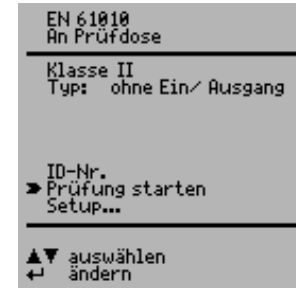 EN 61010
An Prüfdose
Klasse II
Typ: ohne Ein/ Ausgang
ID-Nr.
Prüfung starten
Setup...
▲▼ auswählen
↵ ändern